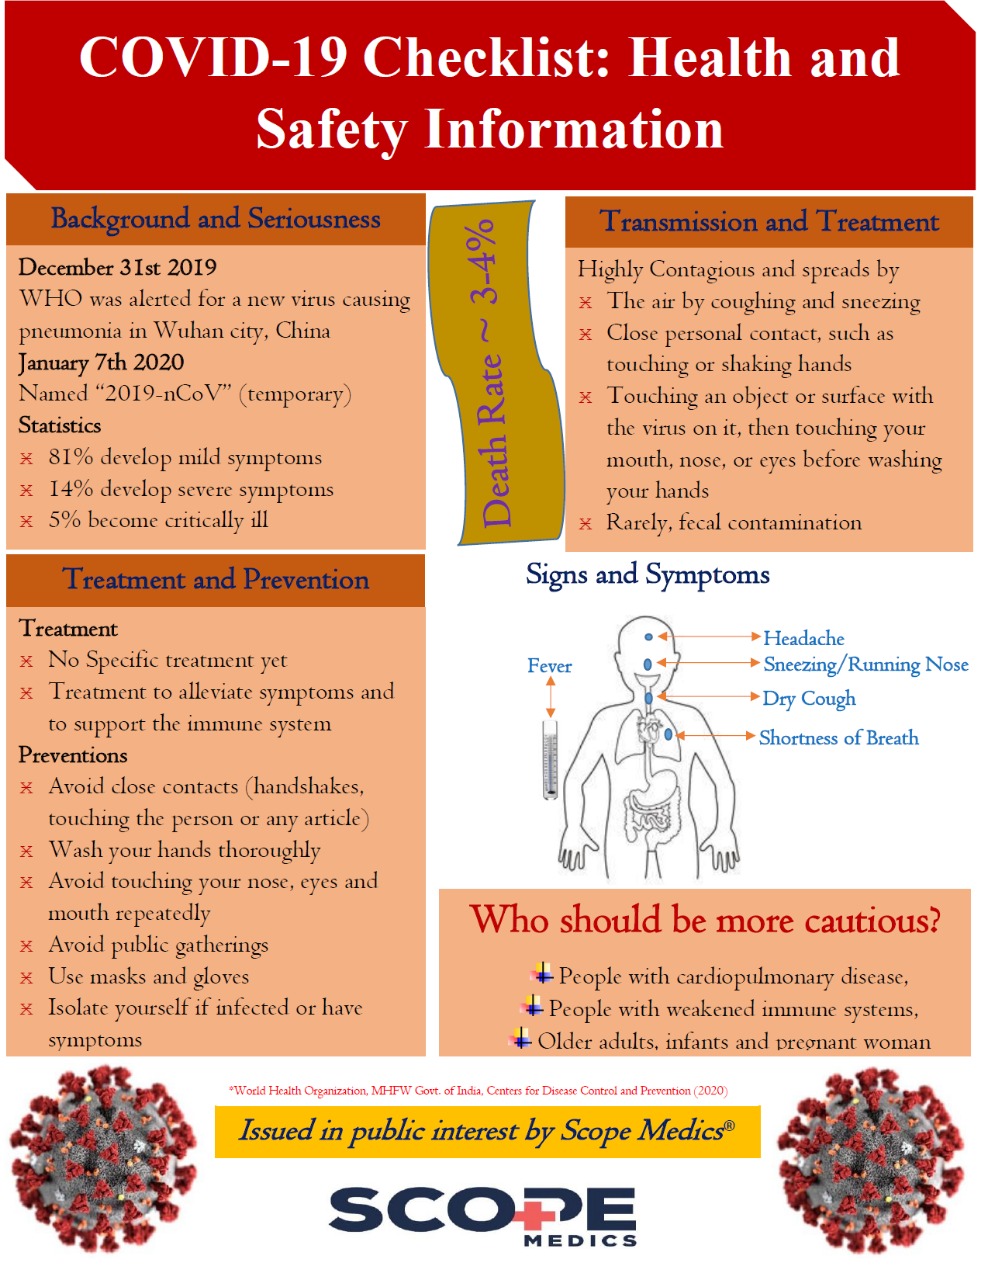 COVID-19 Checklist: Health and
Safety Information
Background and Seriousness
December 31st 2019
WHO was alerted for a new virus causing
pneumonia in Wuhan city, China
January 7th 2020
Named “2019-nCoV” (temporary)
Statistics
81% develop mild symptoms
14% develop severe symptoms
5% become critically ill
Death Rate ~ 3-4%
Transmission and Treatment
Highly Contagious and spreads by
The air by coughing and sneezing
Close personal contact, such as
touching or shaking hands
Touching an object or surface with
the virus on it, then touching your
mouth, nose, or eyes before washing
your hands
Rarely, fecal contamination
Treatment and Prevention
Treatment
No Specific treatment yet
Treatment to alleviate symptoms and
to support the immune system
Preventions
Avoid close contacts (handshakes,
touching the person or any article)
Wash your hands thoroughly
Avoid touching your nose, eyes and
mouth repeatedly
Avoid public gatherings
Use masks and gloves
Isolate yourself if infected or have
symptoms
Signs and Symptoms
Fever
Headache
Sneezing/Running Nose
Dry Cough
Shortness of Breath
Who should be more cautious?
People with cardiopulmonary disease,
People with weakened immune systems,
Older adults, infants and pregnant woman
*World Health Organization, MHFW Govt. of India, Centers for Disease Control and Prevention (2020)
Issued in public interest by Scope Medics®
SCOPE
MEDICS